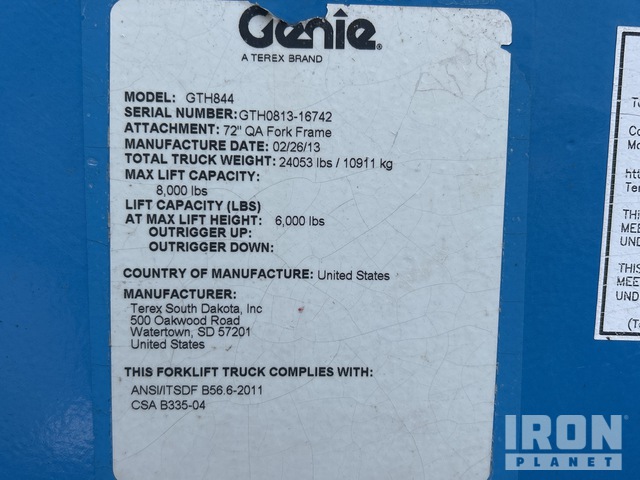 Genie
A TEREX BRAND
MODEL: GTH844
SERIAL NUMBER: GTH0813-16742
ATTACHMENT: 72" QA Fork Frame
MANUFACTURE DATE: 02/26/13
TOTAL TRUCK WEIGHT: 24053 lbs / 10911 kg
MAX LIFT CAPACITY:
8,000 lbs
LIFT CAPACITY (LBS)
AT MAX LIFT HEIGHT: 6,000 lbs
OUTRIGGER UP:
OUTRIGGER DOWN:
COUNTRY OF MANUFACTURE: United States
MANUFACTURER:
Terex South Dakota, Inc
500 Oakwood Road
Watertown, SD 57201
United States
THIS FORKLIFT TRUCK COMPLIES WITH:
ANSI/ITSDF B56.6-2011
CSA B335-04
THIS
MEET
UND
IRON
PLANET